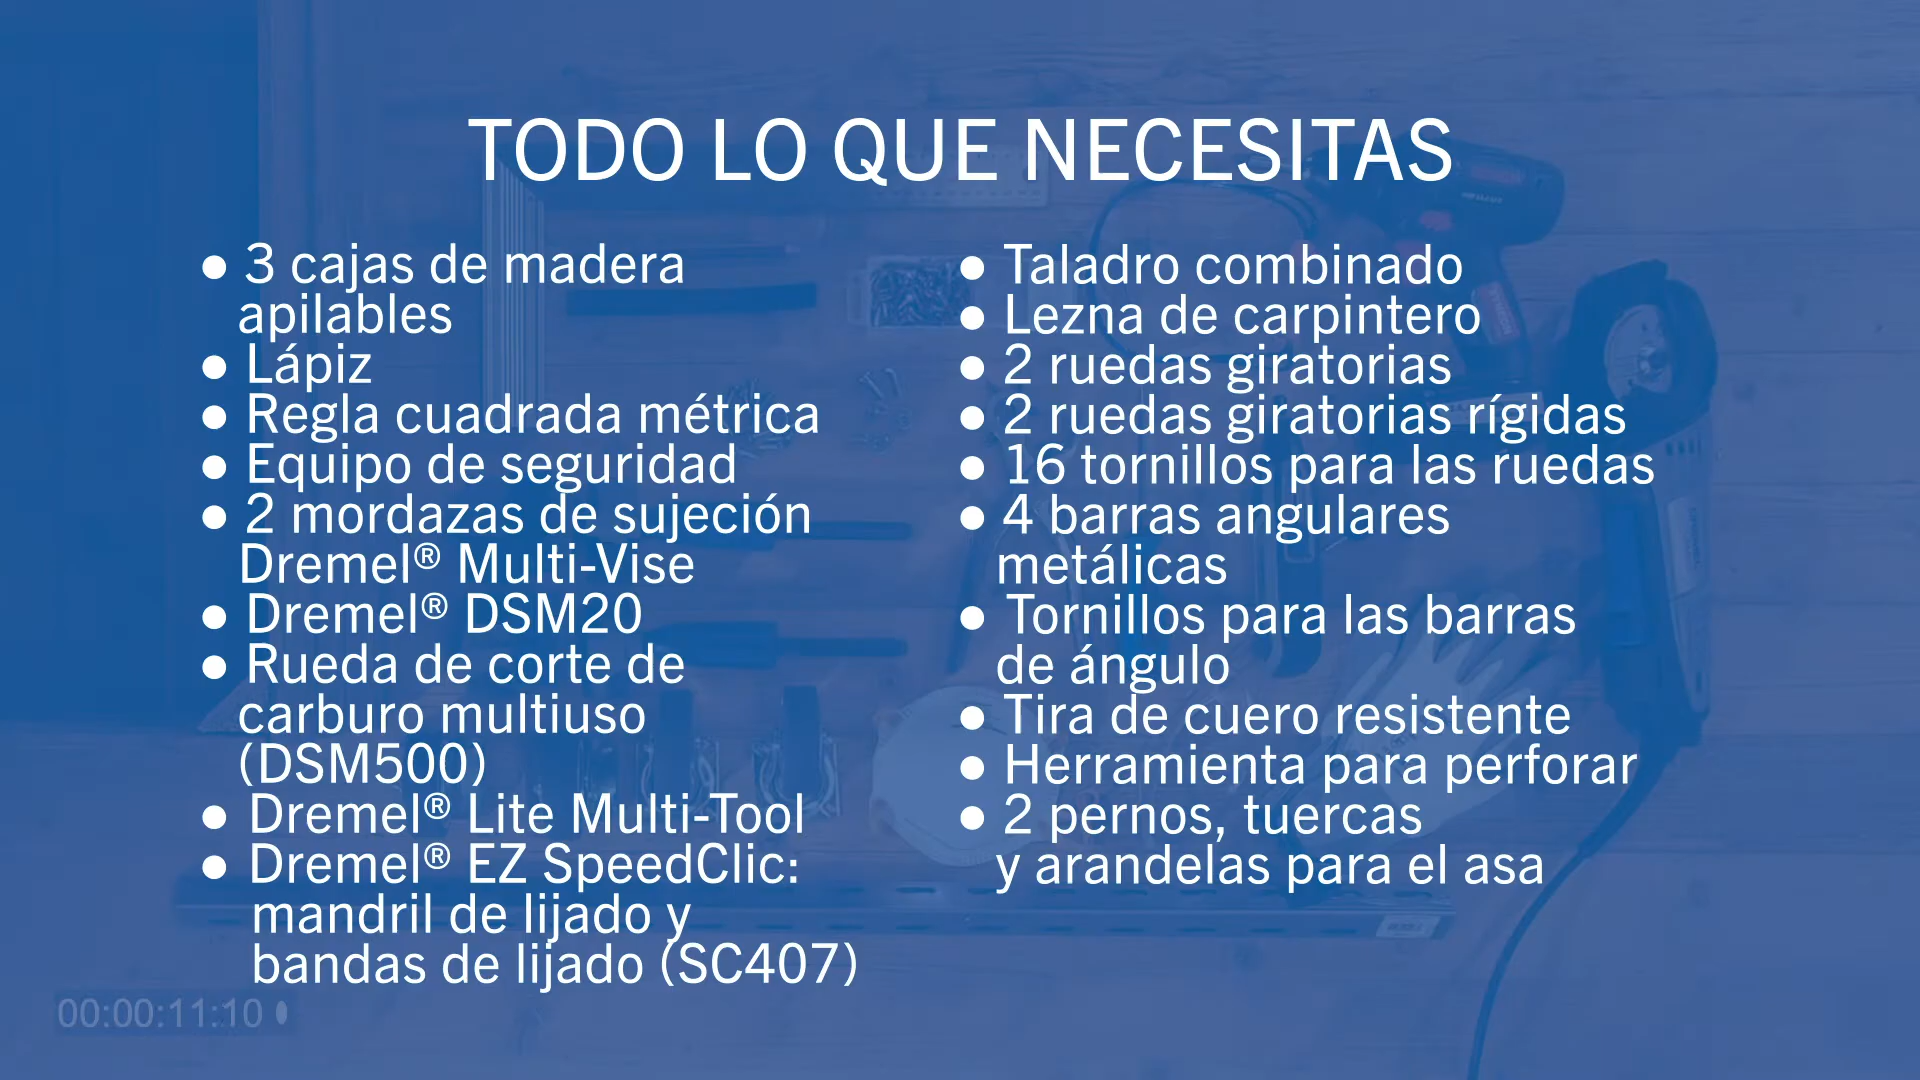 TODO LO QUE NECESITAS
● 3 cajas de madera
apilables
● Lápiz
● Regla cuadrada métrica
● Equipo de seguridad
● 2 mordazas de sujeción
Dremel® Multi-Vise
● Dremel® DSM20
● Rueda de corte de
carburo multiuso
(DSM500)
● Dremel® Lite Multi-Tool
● Dremel® EZ SpeedClic:
mandril de lijado y
bandas de lijado (SC407)
● Taladro combinado
● Lezna de carpintero
● 2 ruedas giratorias
● 2 ruedas giratorias rígidas
● 16 tornillos para las ruedas
● 4 barras angulares
metálicas
● Tornillos para las barras
de ángulo
● Tira de cuero resistente
● Herramienta para perforar
● 2 pernos, tuercas
y arandelas para el asa
00:00:11:10